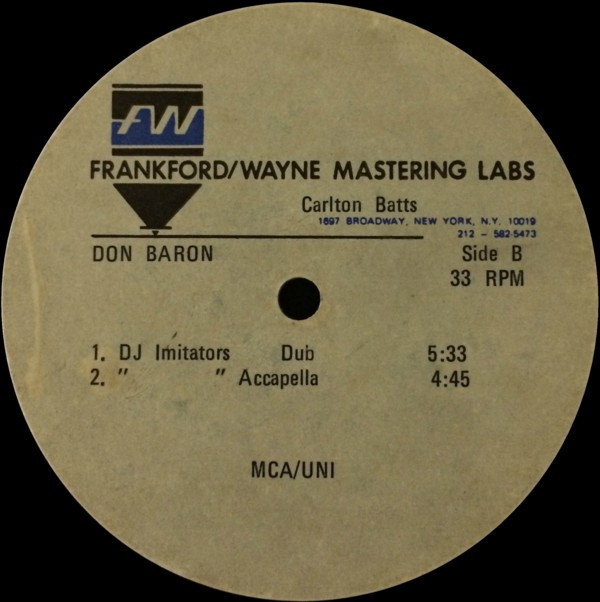 FW
FRANKFORD/WAYNE MASTERING LABS
Carlton Batts
1697 BROADWAY, NEW YORK, N.Y. 10019
212 - 582-5473
DON BARON Side B
33 RPM
1. DJ Imitators Dub 5:33
2. " " Accapella 4:45
MCA/UNI